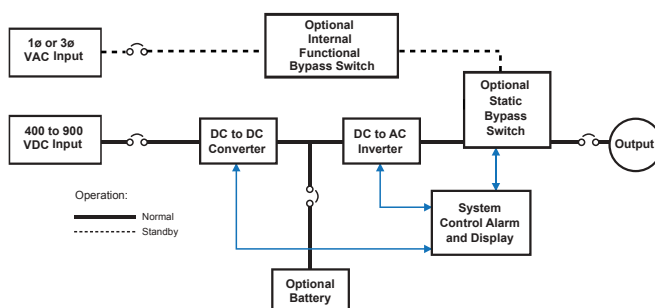 1ø or 3ø
VAC Input
Optional
Internal
Functional
Bypass Switch
Optional
Static
Bypass
Switch
400 to 900
VDC Input
DC to DC
Converter
DC to AC
Inverter
Output
Operation:
Normal
Standby
System
Control Alarm
and Display
Optional
Battery